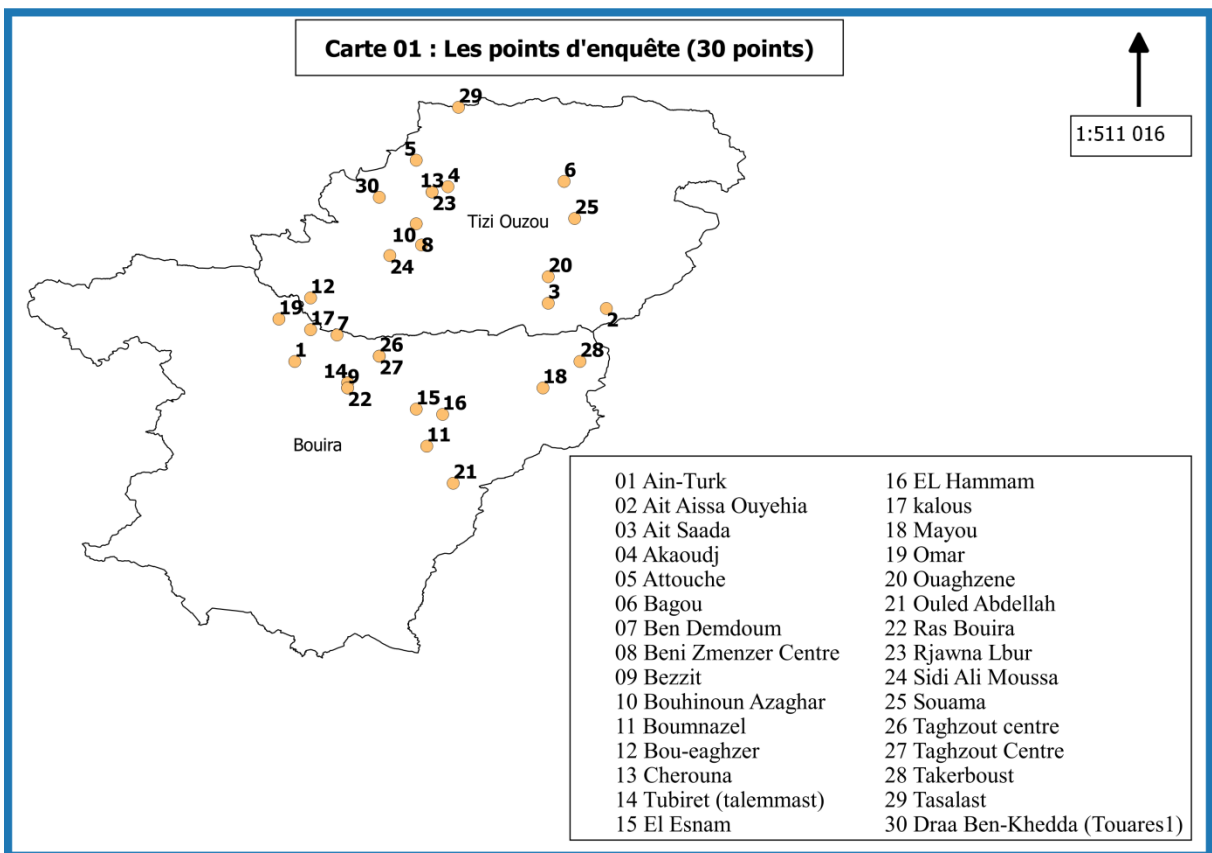 Carte 01 : Les points d'enquête (30 points)
1:511 016
29
5
6
13 4
30
23
25
Tizi Ouzou
10
8
24
20
12
3
19
17
7
2
1
26
28
27
14 9
18
22
15
16
11
Bouira
21
01 Ain-Turk
02 Ait Aissa Ouyehia
03 Ait Saada
04 Akaoudj
05 Attouche
06 Bagou
07 Ben Demdoum
08 Beni Zmenzer Centre
09 Bezzit
10 Bouhinoun Azaghar
11 Boumnazel
12 Bou-eaghzer
13 Cherouna
14 Tubiret (talemmast)
15 El Esnam
16 EL Hammam
17 kalous
18 Mayou
19 Omar
20 Ouaghzene
21 Ouled Abdellah
22 Ras Bouira
23 Rjawna Lbur
24 Sidi Ali Moussa
25 Souama
26 Taghzout centre
27 Taghzout Centre
28 Takerboust
29 Tasalast
30 Draa Ben-Khedda (Touares1)